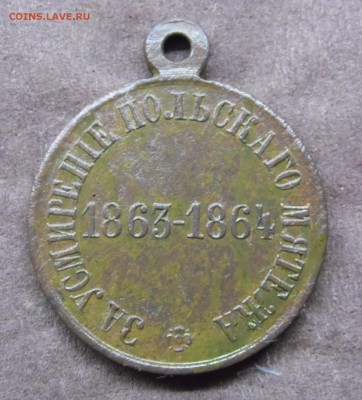 COINS.LAVE.RU
ЗА УСМИРЕНІЕ ПОЛЬСКАГО МЯТЕЖА
1863-1864